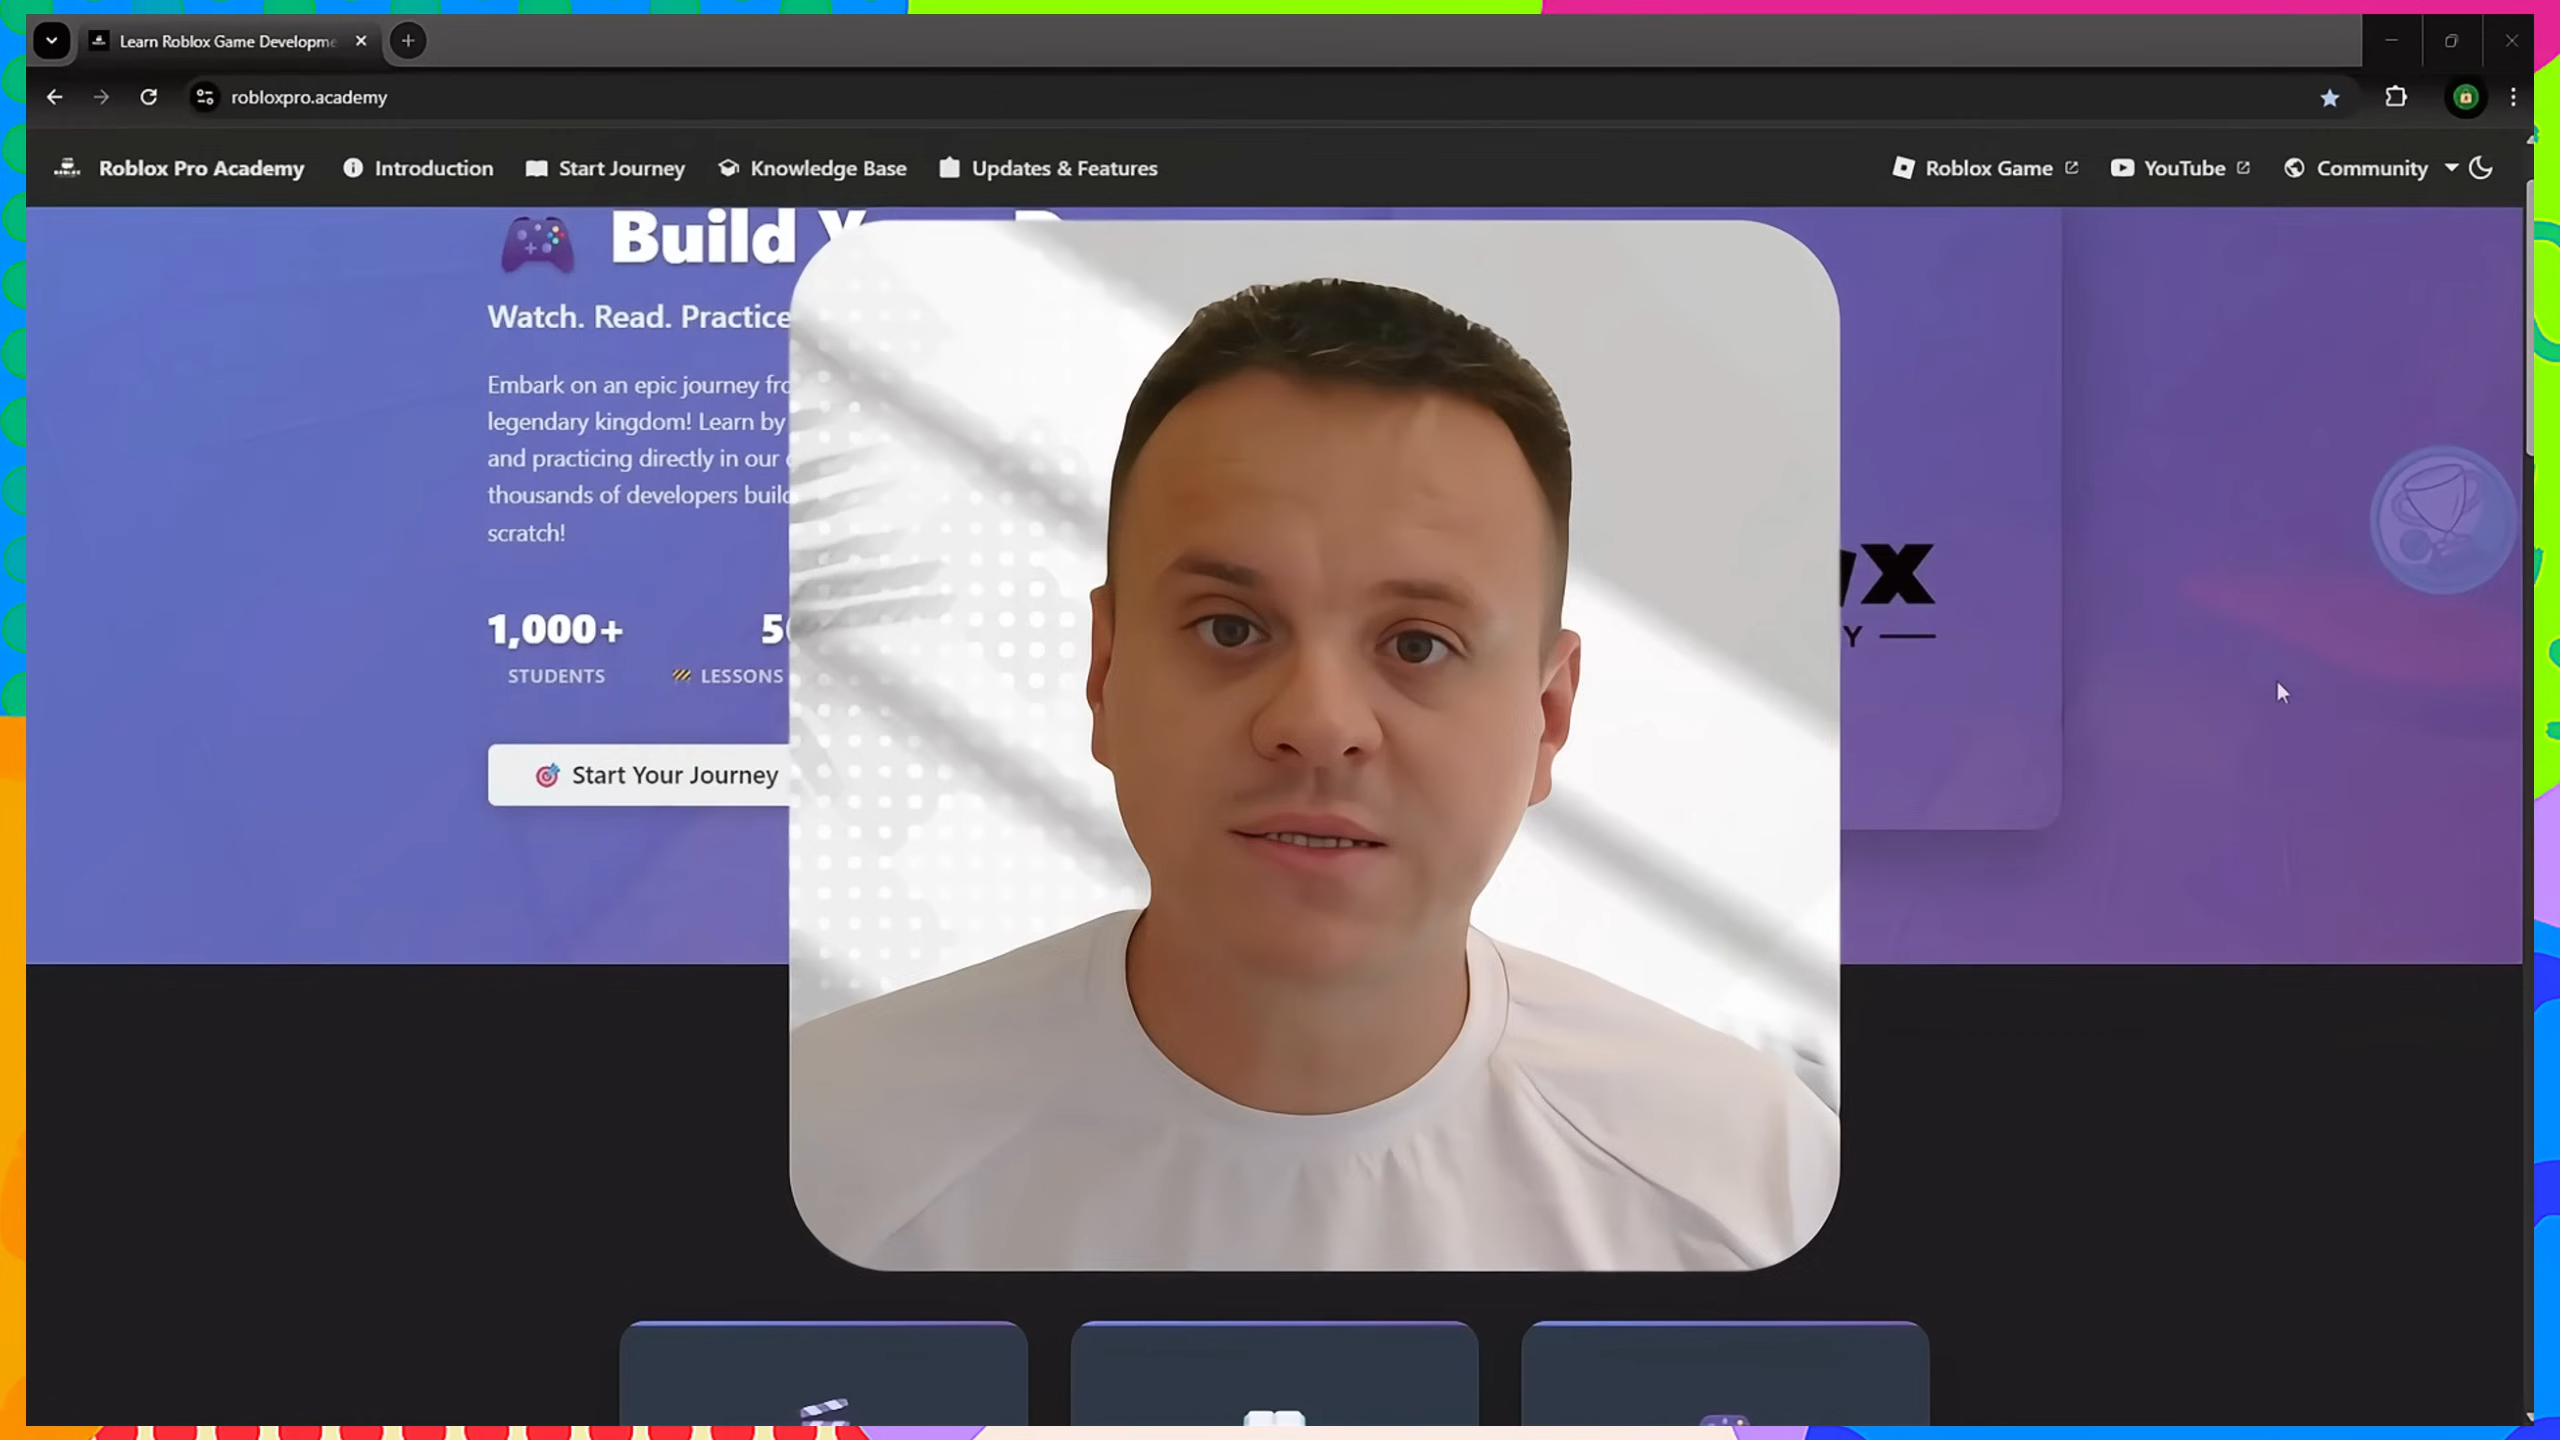 Learn Roblox Game Developme
robloxpro.academy
Roblox Pro Academy
Introduction
Start Journey
Knowledge Base
Updates & Features
Roblox Game
YouTube
Community
Build
Watch. Read. Practice
Embark on an epic journey
legendary kingdom! Learn by
and practicing directly in our
thousands of developers
scratch!
1,000+
STUDENTS
LESSONS
Start Your Journey